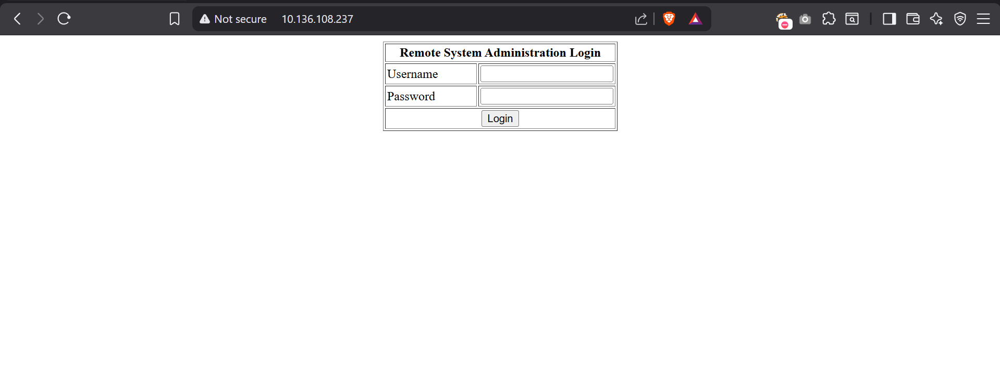 Not secure 10.136.108.237
Remote System Administration Login
Username
Password
Login